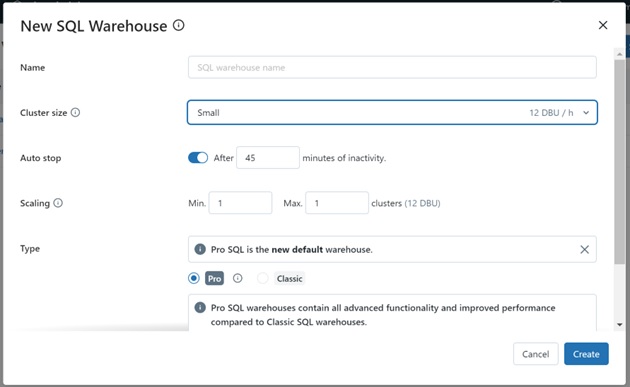 New SQL Warehouse
Name
SQL warehouse name
Cluster size
Small 12 DBU / h
Auto stop
After 45 minutes of inactivity.
Scaling
Min. 1 Max. 1 clusters (12 DBU)
Type
Pro SQL is the new default warehouse.
Pro Classic
Pro SQL warehouses contain all advanced functionality and improved performance
compared to Classic SQL warehouses.
Cancel Create